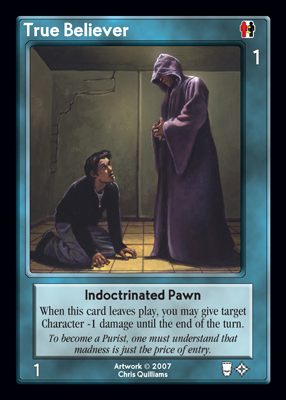 True Believer
1
Indoctrinated Pawn
When this card leaves play, you may give target
Character -1 damage until the end of the turn.
To become a Purist, one must understand that
madness is just the price of entry.
1
Artwork © 2007
Chris Quilliams